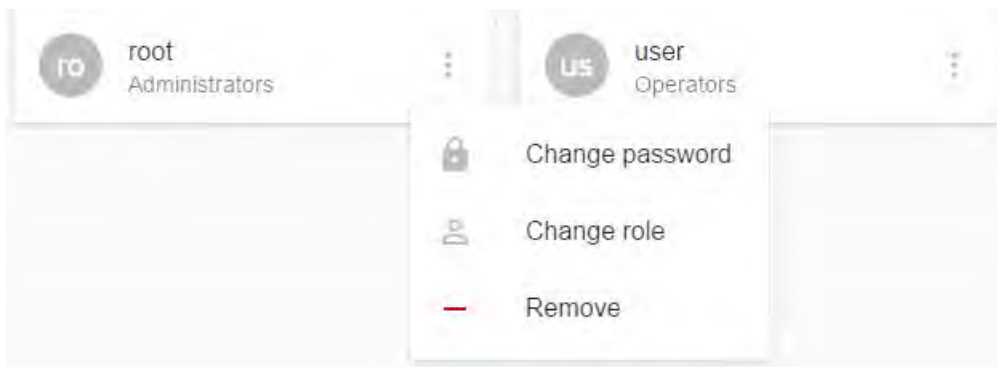 ro
root
Administrators
us
user
Operators
Change password
Change role
Remove